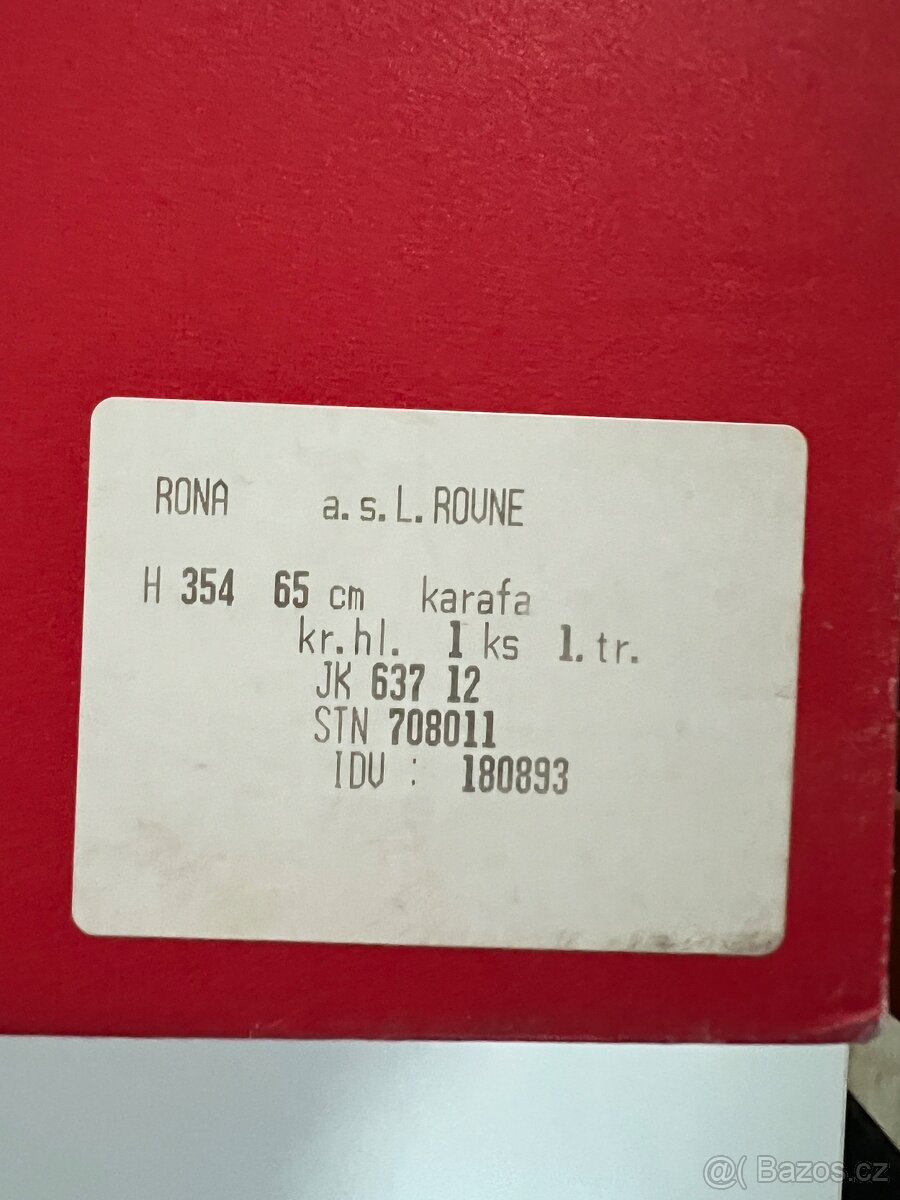 RONA a.s.L.ROVNE
H 354 65 cm karafa
kr.hl. 1 ks 1.tr.
JK 637 12
STN 708011
IDV : 180893
@( Bazos.cz